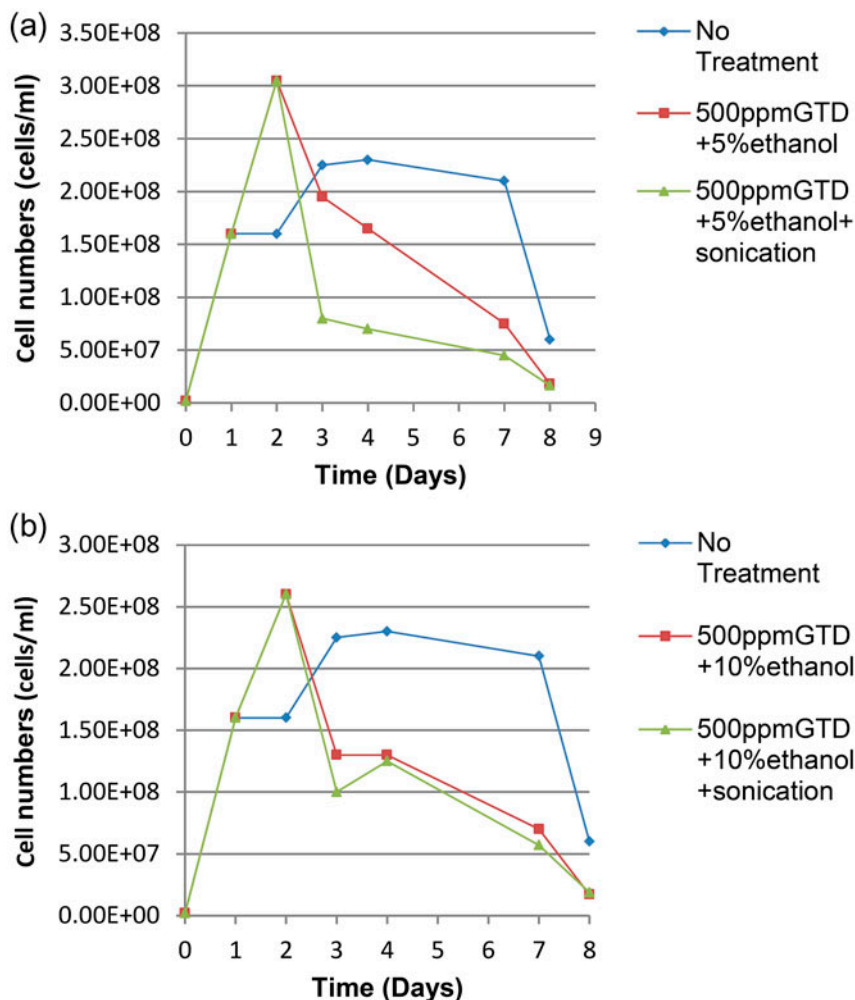 (a)
3.50E+08
3.00E+08
2.50E+08
2.00E+08
1.50E+08
1.00E+08
5.00E+07
0.00E+00
Cell numbers (cells/ml)
0 1 2 3 4 5 6 7 8 9
Time (Days)
No
Treatment
500ppmGTD
+5%ethanol
500ppmGTD
+5%ethanol+
sonication
(b)
3.00E+08
2.50E+08
2.00E+08
1.50E+08
1.00E+08
5.00E+07
0.00E+00
Cell numbers (cells/ml)
0 1 2 3 4 5 6 7 8
Time (Days)
No
Treatment
500ppmGTD
+10%ethanol
500ppmGTD
+10%ethanol
+sonication